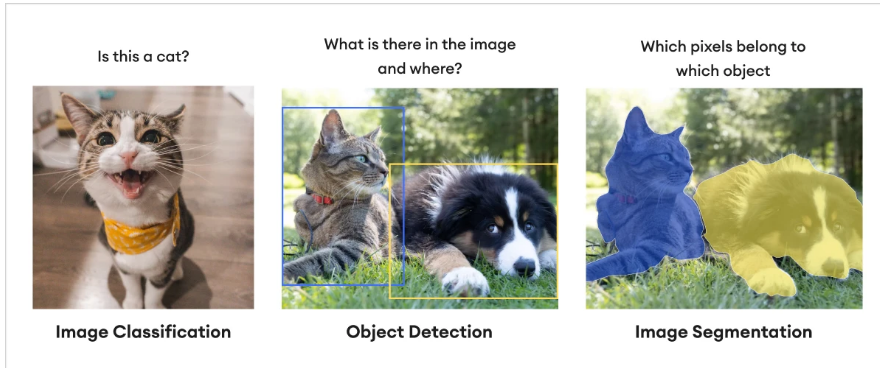 Is this a cat?
What is there in the image
and where?
Which pixels belong to
which object
Image Classification
Object Detection
Image Segmentation